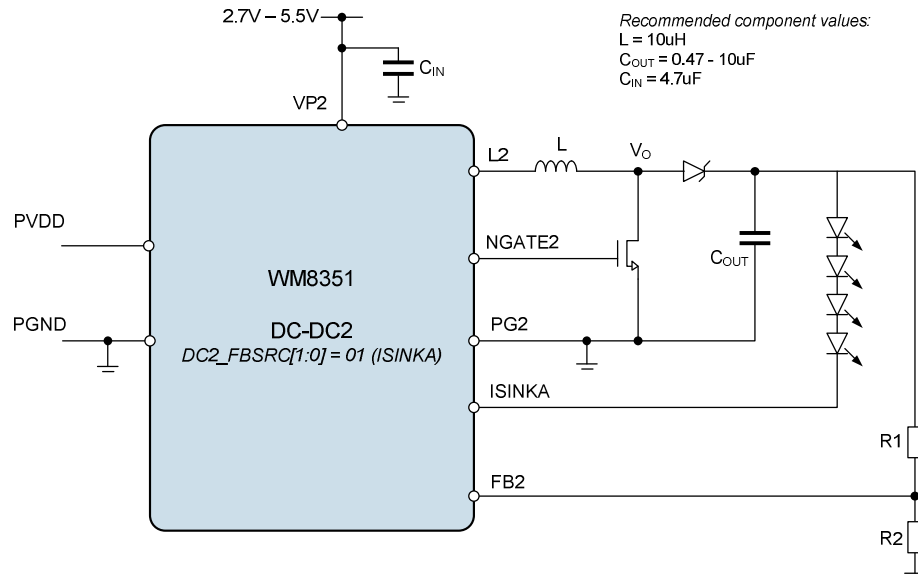 2.7V – 5.5V
Recommended component values:
L = 10uH
COUT = 0.47 - 10uF
CIN = 4.7uF
CIN
VP2
L2
L
VO
PVDD
NGATE2
COUT
WM8351
PGND
DC-DC2
PG2
DC2_FBSRC[1:0] = 01 (ISINKA)
ISINKA
R1
FB2
R2